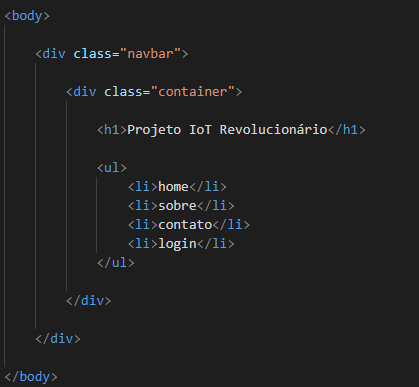 <body>
<div class="navbar">
<div class="container">
<h1>Projeto IoT Revolucionário</h1>
<ul>
<li>home</li>
<li>sobre</li>
<li>contato</li>
<li>login</li>
</ul>
</div>
</div>
</body>